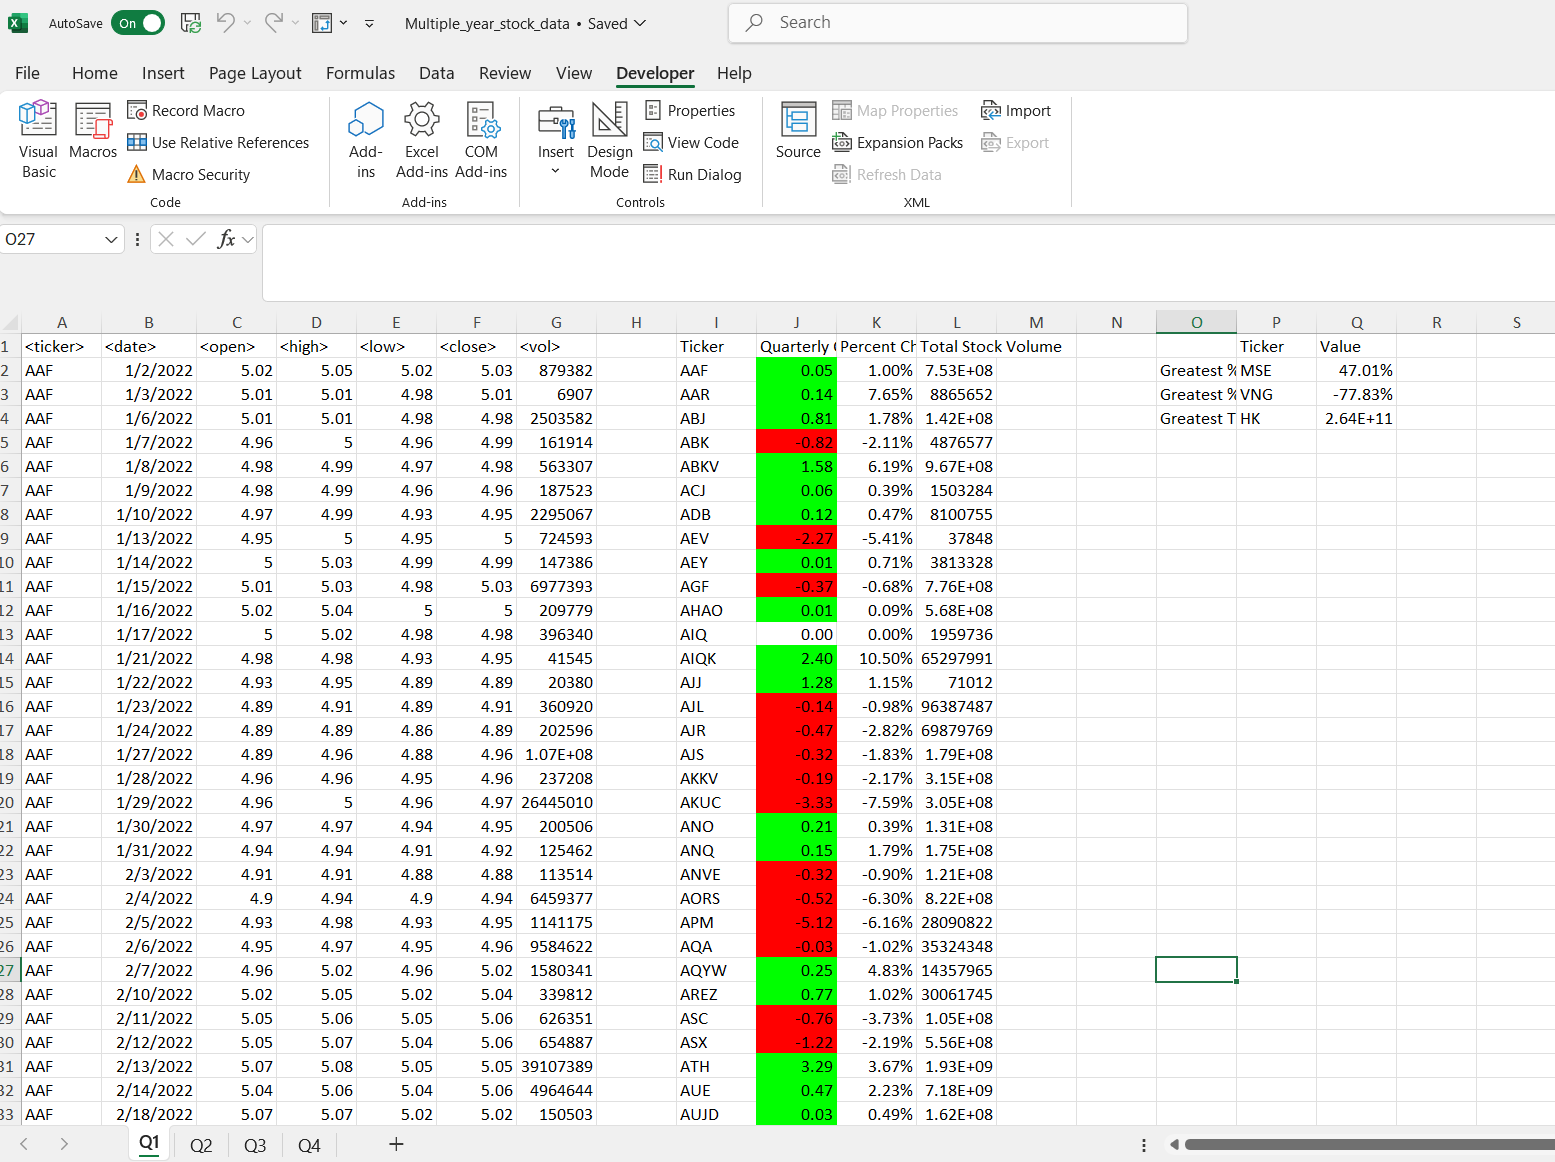 AutoSave On Multiple_year_stock_data • Saved Search
File Home Insert Page Layout Formulas Data Review View Developer Help
Visual Basic Macros Record Macro Use Relative References Macro Security
Add-ins Excel Add-ins COM Add-ins
Insert Design Mode Properties View Code Run Dialog
Source Map Properties Expansion Packs Refresh Data Import Export
Code Add-ins Controls XML
O27 fx
A B C D E F G H I J K L M N O P Q R S
1 <ticker> <date> <open> <high> <low> <close> <vol> Ticker Quarterly Percent Ch Total Stock Volume Ticker Value
2 AAF 1/2/2022 5.02 5.05 5.02 5.03 879382 AAF 0.05 1.00% 7.53E+08 Greatest % MSE 47.01%
3 AAF 1/3/2022 5.01 5.01 4.98 5.01 6907 AAR 0.14 7.65% 8865652 Greatest % VNG -77.83%
4 AAF 1/6/2022 5.01 5.01 4.98 4.98 2503582 ABJ 0.81 1.78% 1.42E+08 Greatest T HK 2.64E+11
5 AAF 1/7/2022 4.96 5 4.96 4.99 161914 ABK -0.82 -2.11% 4876577
6 AAF 1/8/2022 4.98 4.99 4.97 4.98 563307 ABKV 1.58 6.19% 9.67E+08
7 AAF 1/9/2022 4.98 4.99 4.96 4.96 187523 ACJ 0.06 0.39% 1503284
8 AAF 1/10/2022 4.97 4.99 4.93 4.95 2295067 ADB 0.12 0.47% 8100755
9 AAF 1/13/2022 4.95 5 4.95 5 724593 AEV -2.27 -5.41% 37848
10 AAF 1/14/2022 5 5.03 4.99 4.99 147386 AEY 0.01 0.71% 3813328
11 AAF 1/15/2022 5.01 5.03 4.98 5.03 6977393 AGF -0.37 -0.68% 7.76E+08
12 AAF 1/16/2022 5.02 5.04 5 5 209779 AHAO 0.01 0.09% 5.68E+08
13 AAF 1/17/2022 5 5.02 4.98 4.98 396340 AIQ 0.00 0.00% 1959736
14 AAF 1/21/2022 4.98 4.98 4.93 4.95 41545 AIQK 2.40 10.50% 65297991
15 AAF 1/22/2022 4.93 4.95 4.89 4.89 20380 AJJ 1.28 1.15% 71012
16 AAF 1/23/2022 4.89 4.91 4.89 4.91 360920 AJL -0.14 -0.98% 96387487
17 AAF 1/24/2022 4.89 4.89 4.86 4.89 202596 AJR -0.47 -2.82% 69879769
18 AAF 1/27/2022 4.89 4.96 4.88 4.96 1.07E+08 AJS -0.32 -1.83% 1.79E+08
19 AAF 1/28/2022 4.96 4.96 4.95 4.96 237208 AKKV -0.19 -2.17% 3.15E+08
20 AAF 1/29/2022 4.96 5 4.96 4.97 26445010 AKUC -3.33 -7.59% 3.05E+08
21 AAF 1/30/2022 4.97 4.97 4.94 4.95 200506 ANO 0.21 0.39% 1.31E+08
22 AAF 1/31/2022 4.94 4.94 4.91 4.92 125462 ANQ 0.15 1.79% 1.75E+08
23 AAF 2/3/2022 4.91 4.91 4.88 4.88 113514 ANVE -0.32 -0.90% 1.21E+08
24 AAF 2/4/2022 4.9 4.94 4.9 4.94 6459377 AORS -0.52 -6.30% 8.22E+08
25 AAF 2/5/2022 4.93 4.98 4.93 4.95 1141175 APM -5.12 -6.16% 28090822
26 AAF 2/6/2022 4.95 4.97 4.95 4.96 9584622 AQA -0.03 -1.02% 35324348
27 AAF 2/7/2022 4.96 5.02 4.96 5.02 1580341 AQYW 0.25 4.83% 14357965
28 AAF 2/10/2022 5.02 5.05 5.02 5.04 339812 AREZ 0.77 1.02% 30061745
29 AAF 2/11/2022 5.05 5.06 5.05 5.06 626351 ASC -0.76 -3.73% 1.05E+08
30 AAF 2/12/2022 5.05 5.07 5.04 5.06 654887 ASX -1.22 -2.19% 5.56E+08
31 AAF 2/13/2022 5.07 5.08 5.05 5.05 39107389 ATH 3.29 3.67% 1.93E+09
32 AAF 2/14/2022 5.04 5.06 5.04 5.06 4964644 AUE 0.47 2.23% 7.18E+09
33 AAF 2/18/2022 5.07 5.07 5.02 5.02 150503 AUJD 0.03 0.49% 1.62E+08
Q1 Q2 Q3 Q4